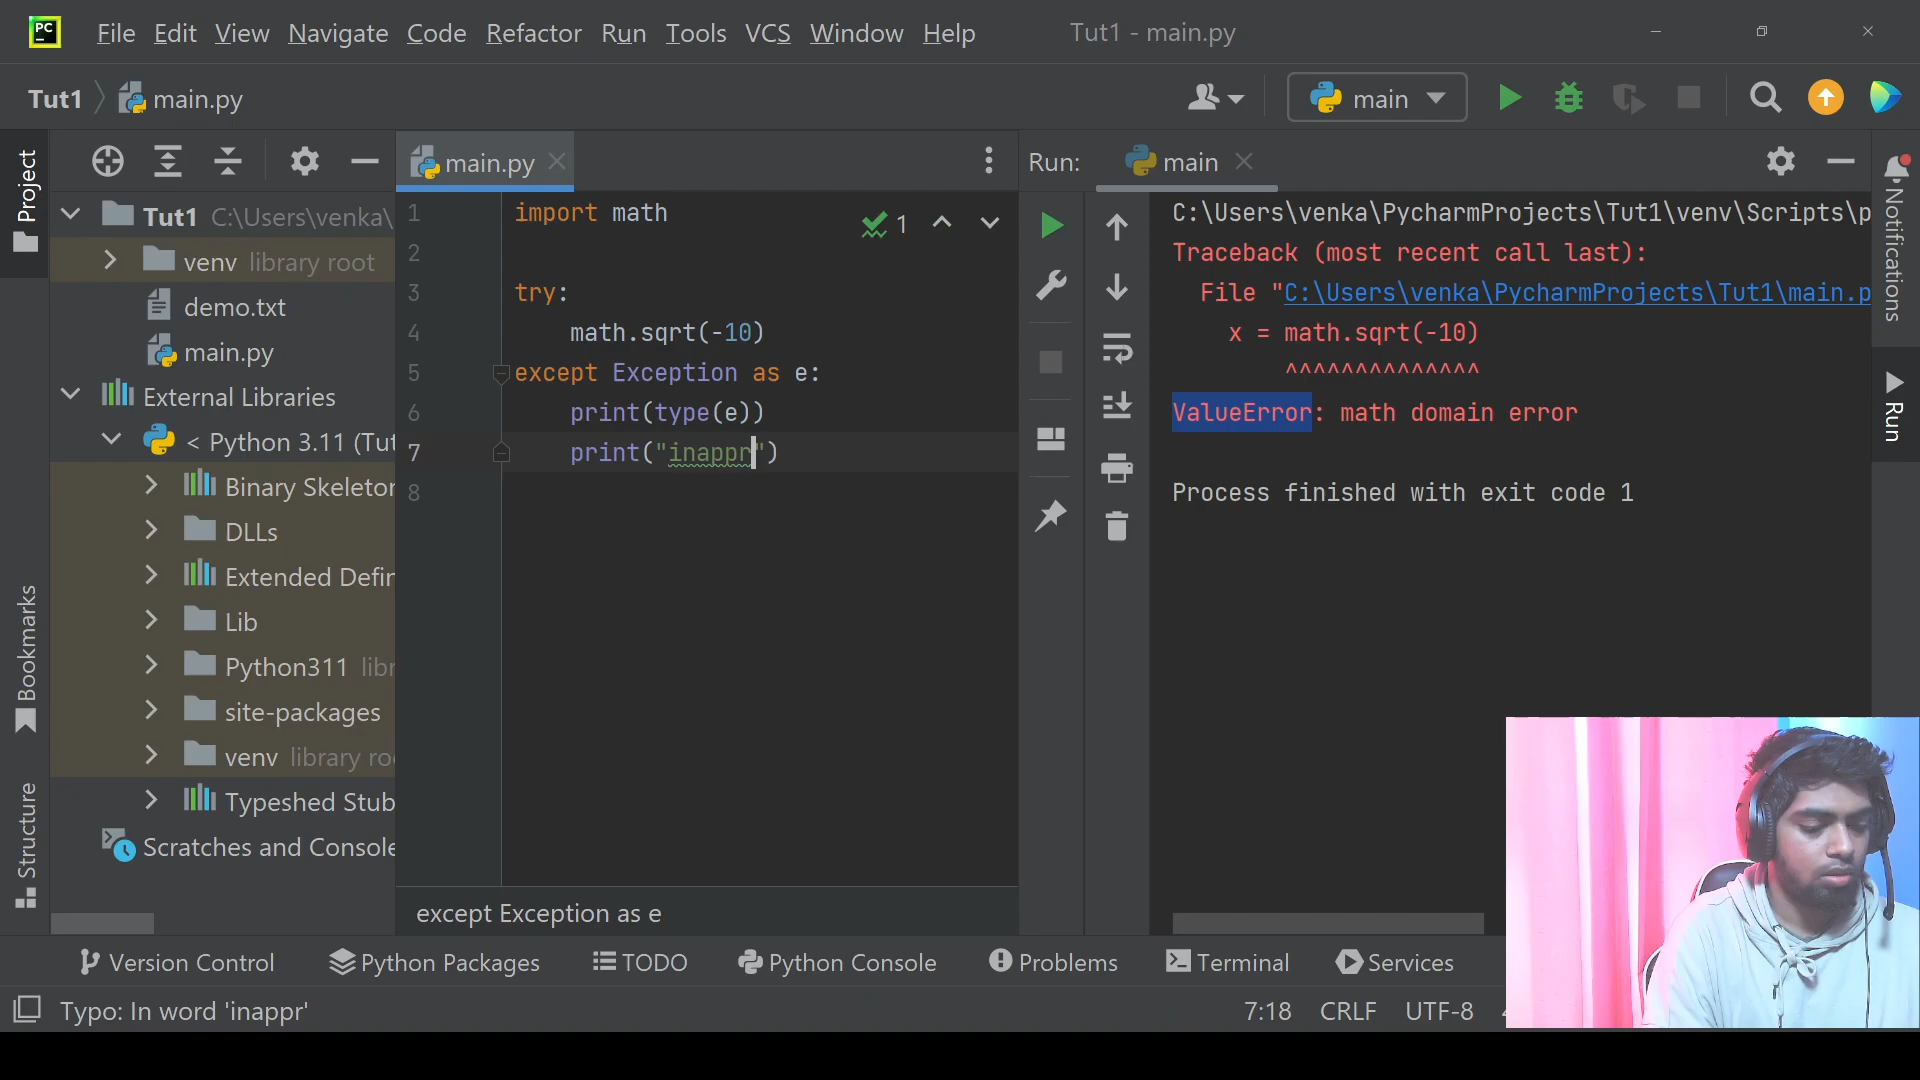 PC File Edit View Navigate Code Refactor Run Tools VCS Window Help Tut1 - main.py
Tut1 main.py main
Project main.py Run: main
Tut1 C:\Users\venka\
venv library root
demo.txt
main.py
External Libraries
< Python 3.11 (Tut
Binary Skeleton
DLLs
Extended Defin
Lib
Python311 libr
site-packages
venv library ro
Typeshed Stub
Scratches and Console
Bookmarks
Structure
1 import math
2
3 try:
4 math.sqrt(-10)
5 except Exception as e:
6 print(type(e))
7 print("inappr")
8
1
except Exception as e
C:\Users\venka\PycharmProjects\Tut1\venv\Scripts\p
Traceback (most recent call last):
File "C:\Users\venka\PycharmProjects\Tut1\main.p
x = math.sqrt(-10)
^^^^^^^^^^^^^^
ValueError: math domain error
Process finished with exit code 1
Notifications
Run
Version Control Python Packages TODO Python Console Problems Terminal Services
Typo: In word 'inappr' 7:18 CRLF UTF-8